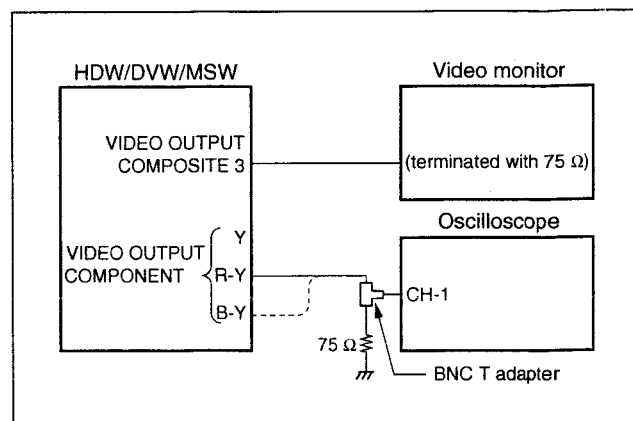 HDW/DVW/MSW
Video monitor
VIDEO OUTPUT
COMPOSITE 3
(terminated with 75 Ω)
Oscilloscope
VIDEO OUTPUT
COMPONENT
Y
R-Y
B-Y
CH-1
75 Ω
BNC T adapter